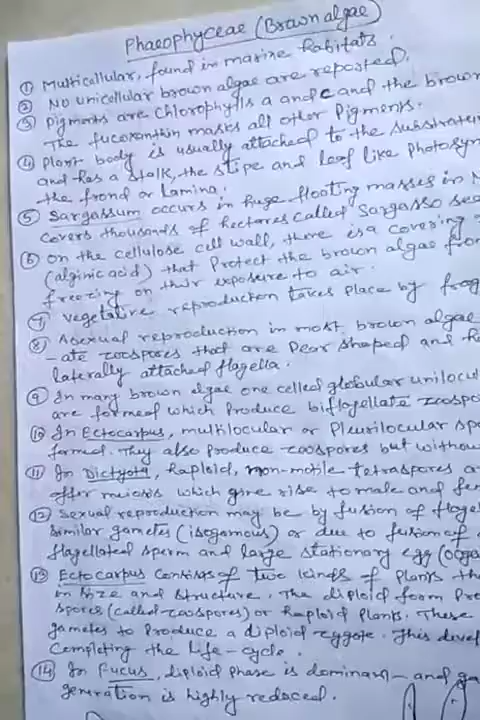 Phaeophyceae (Brown algae)
① Multicellular, found in marine habitats.
② No unicellular brown algae are reported.
③ Pigments are chlorophylls a and c and the brown
The fucoxanthin masks all other Pigments.
④ Plant body is usually attached to the substratu
and has a stalk, the stipe and leaf like photosyn
the frond or lamina.
⑤ Sargassum occurs in huge floating masses in N
covers thousands of hectares called Sargasso sea
⑥ On the cellulose cell wall, there is a covering
(alginic acid) that Protect the brown algae from
freezing on their exposure to air.
⑦ Vegetative reproduction takes place by frag
⑧ Asexual reproduction in most brown algae
-ate zoospores that are Pear shaped and
laterally attached flagella.
⑨ In many brown algae one celled globular unilocul
are formed which Produce biflagellate zoospo
⑩ In Ectocarpus, multilocular or Pleurilocular spo
formed. They also Produce zoospores but without
⑪ In Dictyota, haploid, non-motile tetraspores a
after meiosis which give rise to male and fem
⑫ Sexual reproduction may be by fusion of flagel
similar gametes (isogamous) or due to fusion of
flagellated sperm and large stationary egg (ooga
⑬ Ectocarpus consists of two kinds of Plants th
in size and structure. The diploid form Pro
spores (called zoospores) or haploid Plants. These
gametes to Produce a diploid zygote. This devel
Completing the life-cycle.
⑭ In Fucus, diploid phase is dominant and ga
generation is highly reduced.